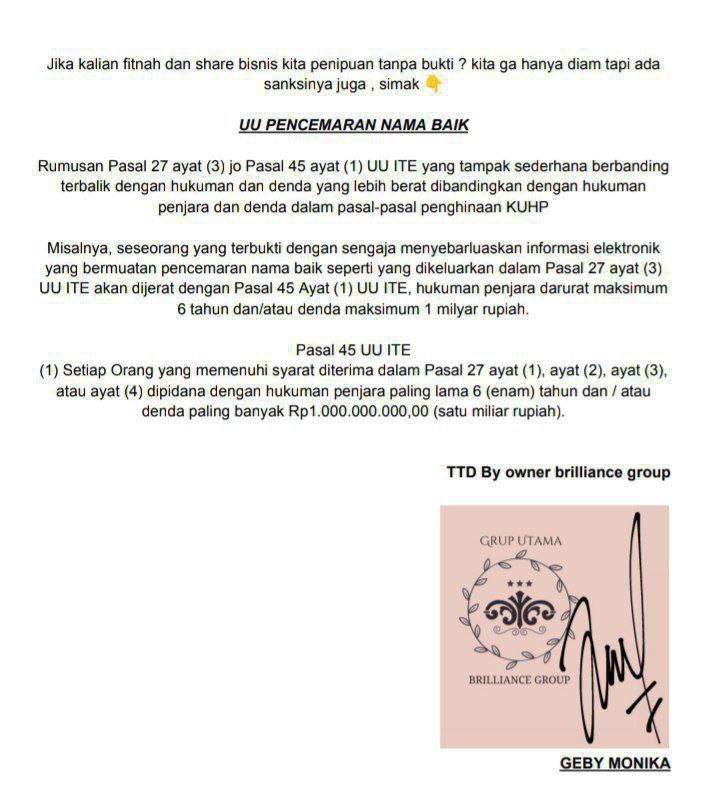 Jika kalian fitnah dan share bisnis kita penipuan tanpa bukti ? kita ga hanya diam tapi ada
sanksinya juga , simak 👇
UU PENCEMARAN NAMA BAIK
Rumusan Pasal 27 ayat (3) jo Pasal 45 ayat (1) UU ITE yang tampak sederhana berbanding
terbalik dengan hukuman dan denda yang lebih berat dibandingkan dengan hukuman
penjara dan denda dalam pasal-pasal penghinaan KUHP
Misalnya, seseorang yang terbukti dengan sengaja menyebarluaskan informasi elektronik
yang bermuatan pencemaran nama baik seperti yang dikeluarkan dalam Pasal 27 ayat (3)
UU ITE akan dijerat dengan Pasal 45 Ayat (1) UU ITE, hukuman penjara darurat maksimum
6 tahun dan/atau denda maksimum 1 milyar rupiah.
Pasal 45 UU ITE
(1) Setiap Orang yang memenuhi syarat diterima dalam Pasal 27 ayat (1), ayat (2), ayat (3),
atau ayat (4) dipidana dengan hukuman penjara paling lama 6 (enam) tahun dan / atau
denda paling banyak Rp1.000.000.000,00 (satu miliar rupiah).
TTD By owner brilliance group
GRUP UTAMA
BRILLIANCE GROUP
GEBY MONIKA